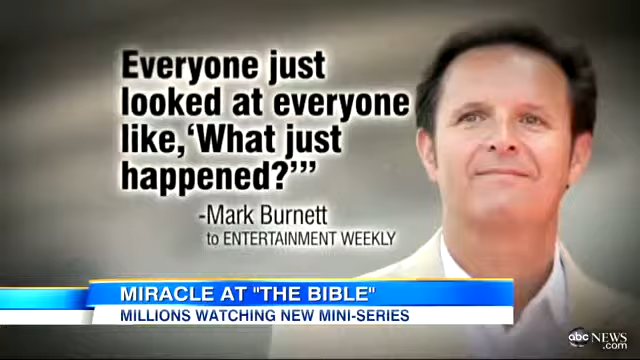 Everyone just
looked at everyone
like,‘What just
happened?’”
-Mark Burnett
to ENTERTAINMENT WEEKLY
MIRACLE AT "THE BIBLE"
MILLIONS WATCHING NEW MINI-SERIES
abc NEWS
.com